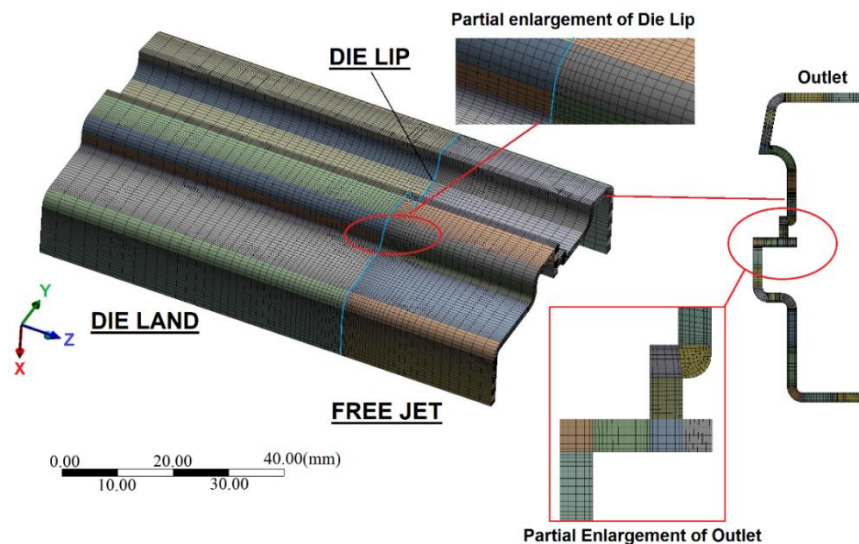 Partial enlargement of Die Lip
DIE LIP
Outlet
Y
Z
X
DIE LAND
FREE JET
0.00 20.00 40.00(mm)
10.00 30.00
Partial Enlargement of Outlet